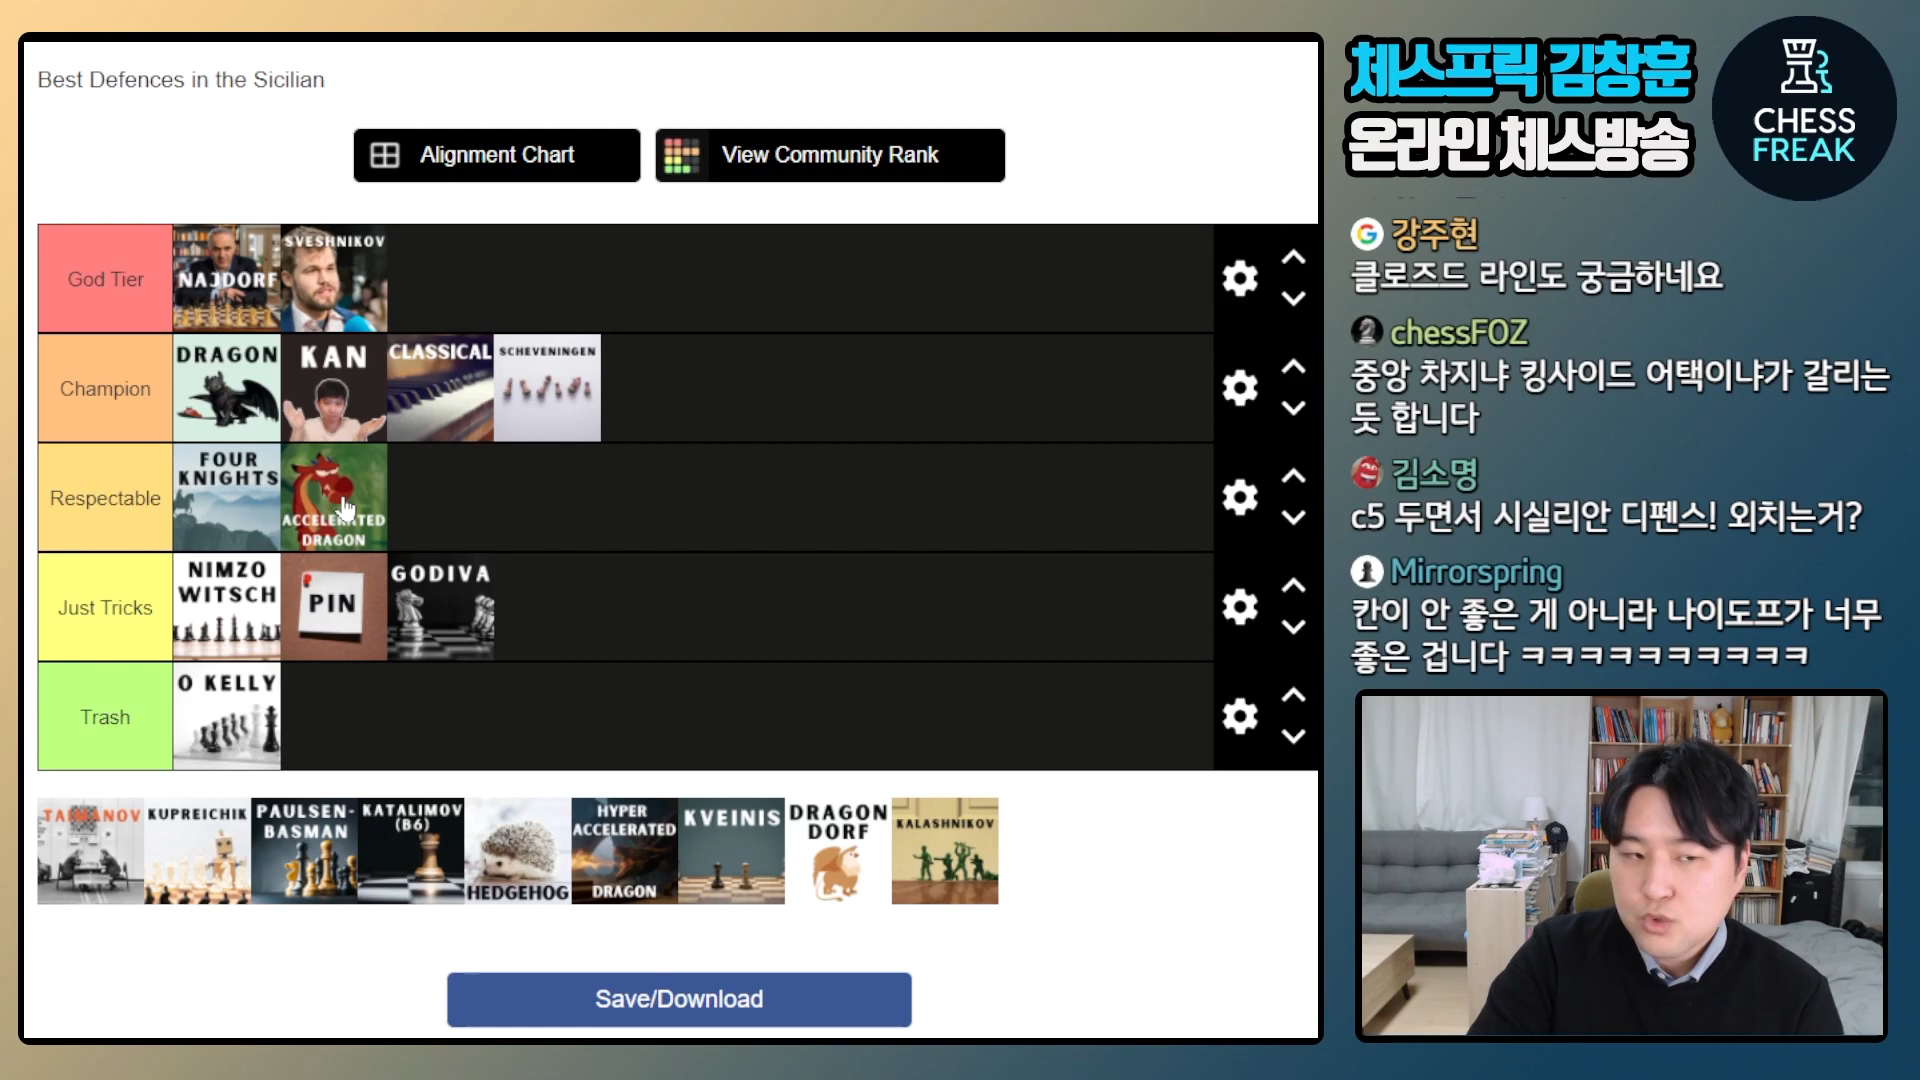 Best Defences in the Sicilian
Alignment Chart
View Community Rank
God Tier
NAJDORF
SVESHNIKOV
Champion
DRAGON
KAN
CLASSICAL
SCHEVENINGEN
Respectable
FOUR
KNIGHTS
ACCELERATED
DRAGON
Just Tricks
NIMZO
WITSCH
PIN
GODIVA
Trash
O KELLY
TAIMANOV
KUPREICHIK
PAULSEN-
BASMAN
KATALIMOV
(B6)
HEDGEHOG
HYPER
ACCELERATED
DRAGON
KVEINIS
DRAGON
DORF
KALASHNIKOV
Save/Download
체스프릭 김창훈
온라인 체스방송
CHESS
FREAK
강주현
클로즈드 라인도 궁금하네요
chessFOZ
중앙 차지냐 킹사이드 어택이냐가 갈리는
듯 합니다
김소명
c5 두면서 시실리안 디펜스! 외치는거?
Mirrorspring
칸이 안 좋은 게 아니라 나이도프가 너무
좋은 겁니다 ㅋㅋㅋㅋㅋㅋㅋㅋㅋㅋ